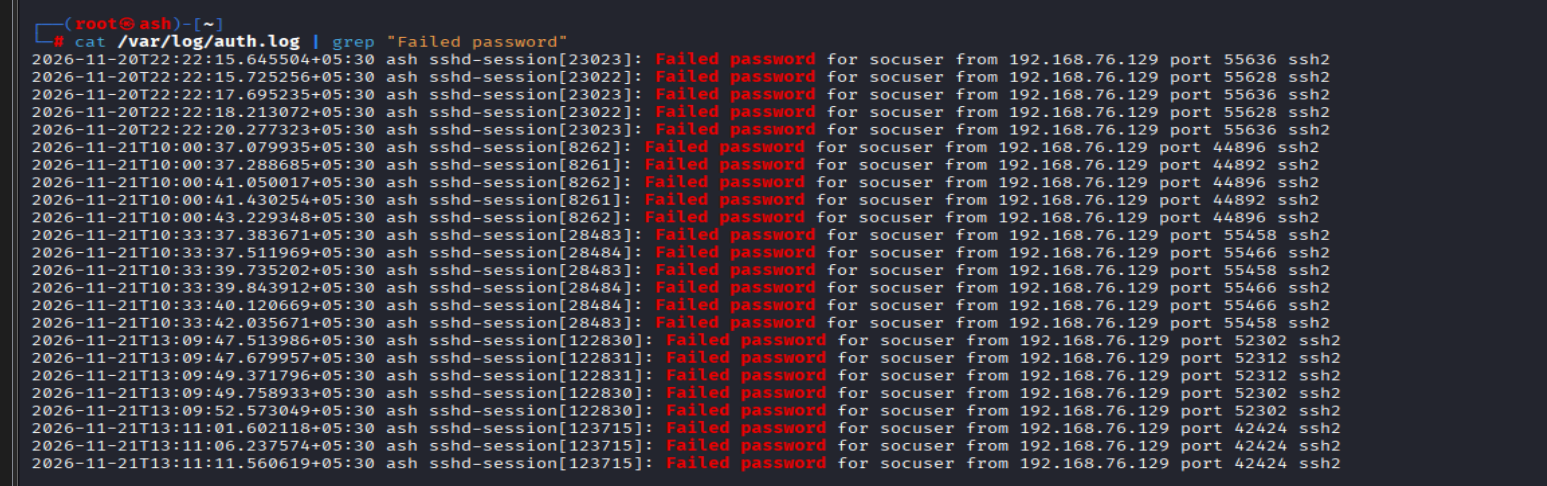 ┌──(root㉿ash)-[~]
└─# cat /var/log/auth.log | grep "Failed password"
2026-11-20T22:22:15.645504+05:30 ash sshd-session[23023]: Failed password for socuser from 192.168.76.129 port 55636 ssh2
2026-11-20T22:22:15.725256+05:30 ash sshd-session[23022]: Failed password for socuser from 192.168.76.129 port 55628 ssh2
2026-11-20T22:22:17.695235+05:30 ash sshd-session[23023]: Failed password for socuser from 192.168.76.129 port 55636 ssh2
2026-11-20T22:22:18.213072+05:30 ash sshd-session[23022]: Failed password for socuser from 192.168.76.129 port 55628 ssh2
2026-11-20T22:22:20.277323+05:30 ash sshd-session[23023]: Failed password for socuser from 192.168.76.129 port 55636 ssh2
2026-11-21T10:00:37.079935+05:30 ash sshd-session[8262]: Failed password for socuser from 192.168.76.129 port 44896 ssh2
2026-11-21T10:00:37.288685+05:30 ash sshd-session[8261]: Failed password for socuser from 192.168.76.129 port 44892 ssh2
2026-11-21T10:00:41.050017+05:30 ash sshd-session[8262]: Failed password for socuser from 192.168.76.129 port 44896 ssh2
2026-11-21T10:00:41.430254+05:30 ash sshd-session[8261]: Failed password for socuser from 192.168.76.129 port 44892 ssh2
2026-11-21T10:00:43.229348+05:30 ash sshd-session[8262]: Failed password for socuser from 192.168.76.129 port 44896 ssh2
2026-11-21T10:33:37.383671+05:30 ash sshd-session[28483]: Failed password for socuser from 192.168.76.129 port 55458 ssh2
2026-11-21T10:33:37.511969+05:30 ash sshd-session[28484]: Failed password for socuser from 192.168.76.129 port 55466 ssh2
2026-11-21T10:33:39.735202+05:30 ash sshd-session[28483]: Failed password for socuser from 192.168.76.129 port 55458 ssh2
2026-11-21T10:33:39.843912+05:30 ash sshd-session[28484]: Failed password for socuser from 192.168.76.129 port 55466 ssh2
2026-11-21T10:33:40.120669+05:30 ash sshd-session[28484]: Failed password for socuser from 192.168.76.129 port 55466 ssh2
2026-11-21T10:33:42.035671+05:30 ash sshd-session[28483]: Failed password for socuser from 192.168.76.129 port 55458 ssh2
2026-11-21T13:09:47.513986+05:30 ash sshd-session[122830]: Failed password for socuser from 192.168.76.129 port 52302 ssh2
2026-11-21T13:09:47.679957+05:30 ash sshd-session[122831]: Failed password for socuser from 192.168.76.129 port 52312 ssh2
2026-11-21T13:09:49.371796+05:30 ash sshd-session[122831]: Failed password for socuser from 192.168.76.129 port 52312 ssh2
2026-11-21T13:09:49.758933+05:30 ash sshd-session[122830]: Failed password for socuser from 192.168.76.129 port 52302 ssh2
2026-11-21T13:09:52.573049+05:30 ash sshd-session[122830]: Failed password for socuser from 192.168.76.129 port 52302 ssh2
2026-11-21T13:11:01.602118+05:30 ash sshd-session[123715]: Failed password for socuser from 192.168.76.129 port 42424 ssh2
2026-11-21T13:11:06.237574+05:30 ash sshd-session[123715]: Failed password for socuser from 192.168.76.129 port 42424 ssh2
2026-11-21T13:11:11.560619+05:30 ash sshd-session[123715]: Failed password for socuser from 192.168.76.129 port 42424 ssh2